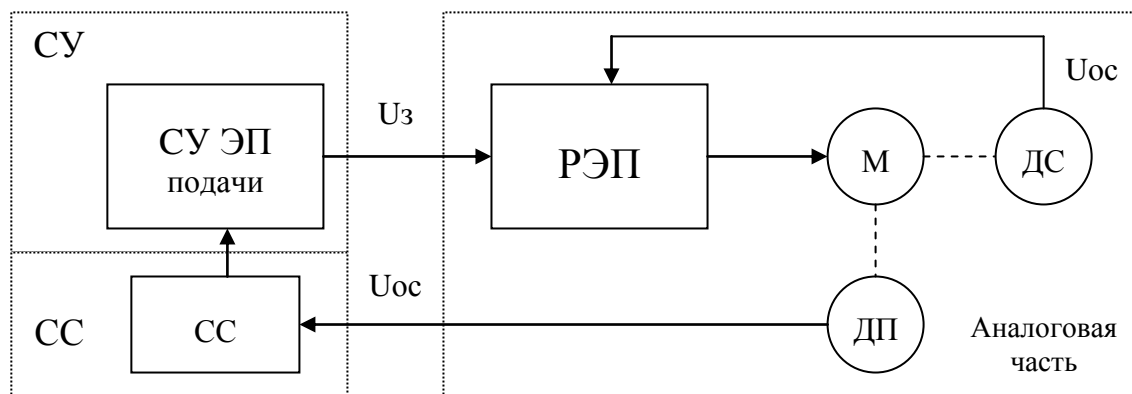 СУ
Uос
Uз
СУ ЭП
подачи
РЭП
М
ДС
Uос
СС
СС
ДП
Аналоговая
часть